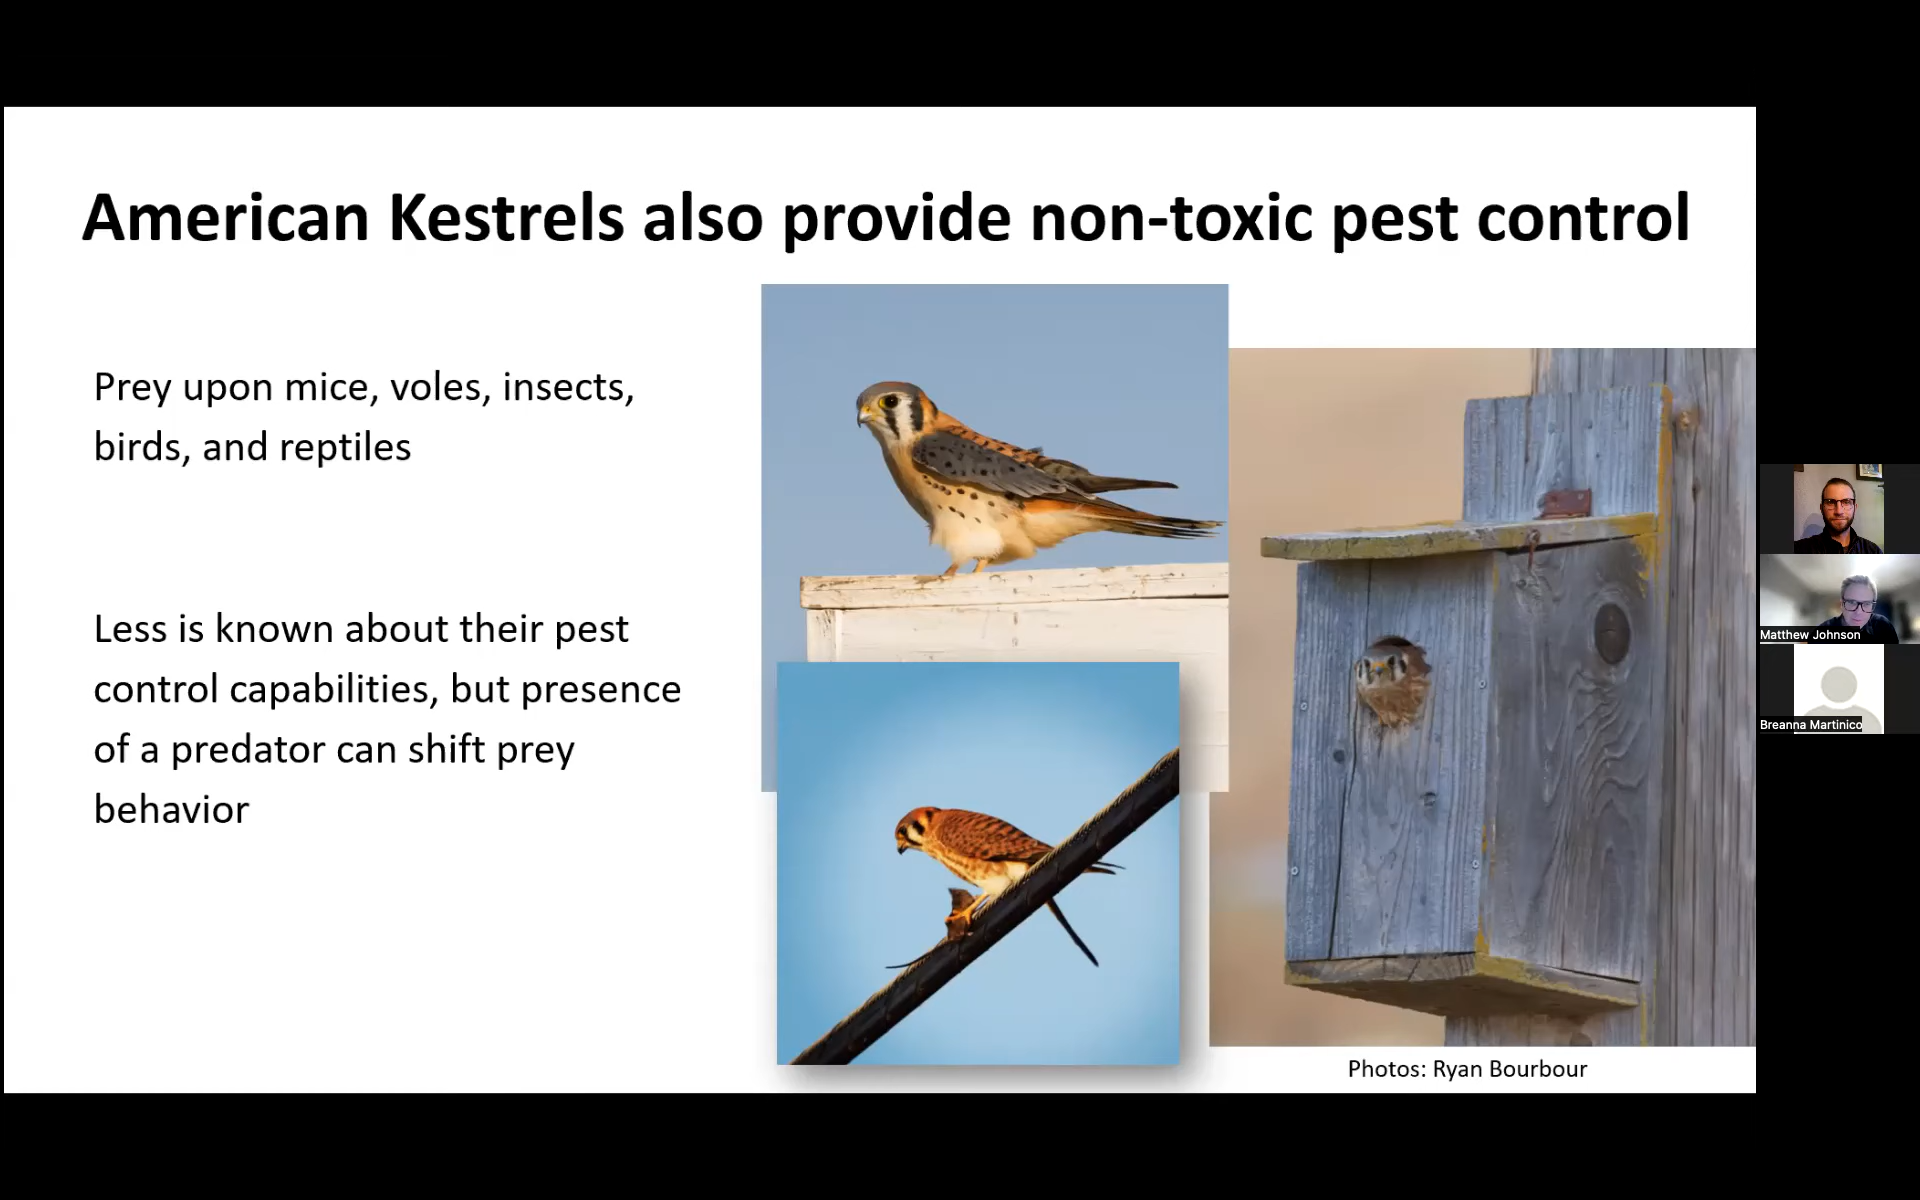 American Kestrels also provide non-toxic pest control
Prey upon mice, voles, insects,
birds, and reptiles
Less is known about their pest
control capabilities, but presence
of a predator can shift prey
behavior
Photos: Ryan Bourbour
Matthew Johnson
Breanna Martinico